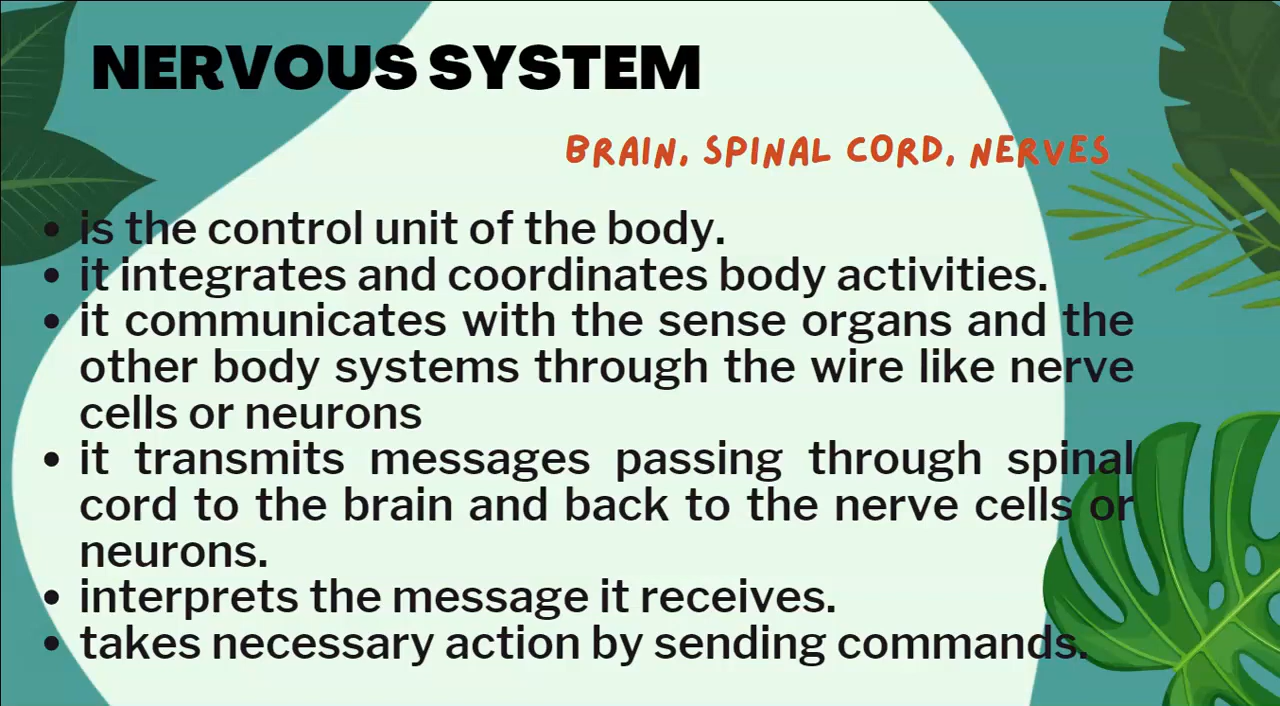 NERVOUS SYSTEM
BRAIN, SPINAL CORD, NERVES
• is the control unit of the body.
• it integrates and coordinates body activities.
• it communicates with the sense organs and the
other body systems through the wire like nerve
cells or neurons
• it transmits messages passing through spinal
cord to the brain and back to the nerve cells or
neurons.
• interprets the message it receives.
• takes necessary action by sending commands.